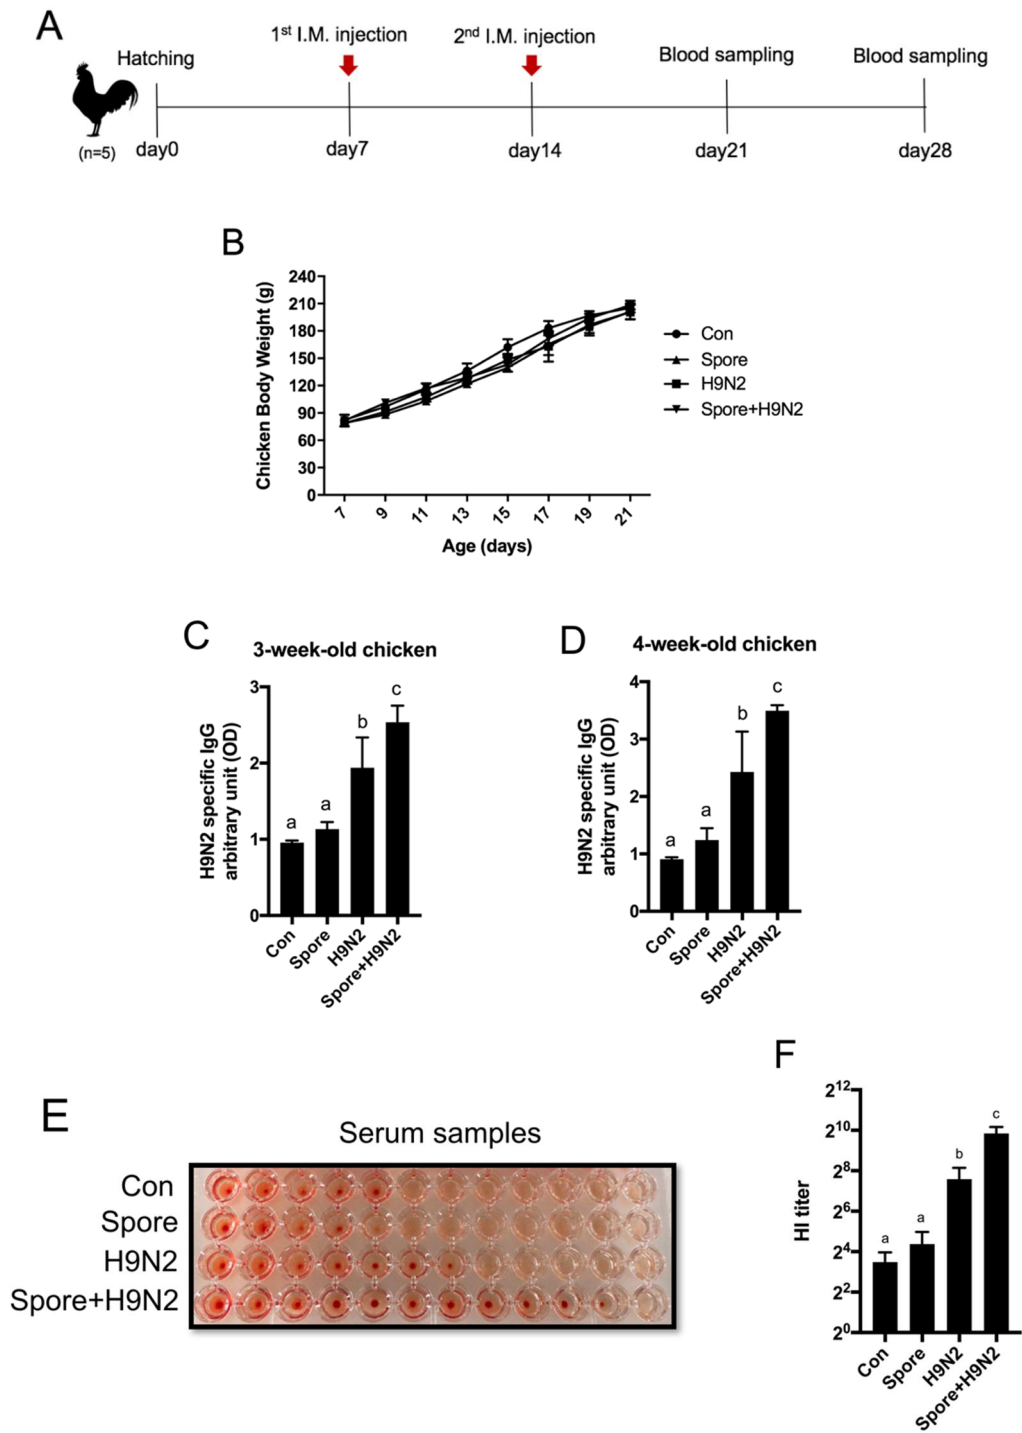 A
1st I.M. injection
2nd I.M. injection
Hatching
Blood sampling
Blood sampling
(n=5)
day0
day7
day14
day21
day28
B
Chicken Body Weight (g)
240
210
180
150
120
90
60
30
0
7
9
11
13
15
17
19
21
Age (days)
Con
Spore
H9N2
Spore+H9N2
C
3-week-old chicken
H9N2 specific IgG
arbitrary unit (OD)
3
2
1
0
a
a
b
c
Con
Spore
H9N2
Spore+H9N2
D
4-week-old chicken
H9N2 specific IgG
arbitrary unit (OD)
4
3
2
1
0
a
a
b
c
Con
Spore
H9N2
Spore+H9N2
E
Serum samples
Con
Spore
H9N2
Spore+H9N2
F
HI titer
2^12
2^10
2^8
2^6
2^4
2^2
2^0
a
a
b
c
Con
Spore
H9N2
Spore+H9N2